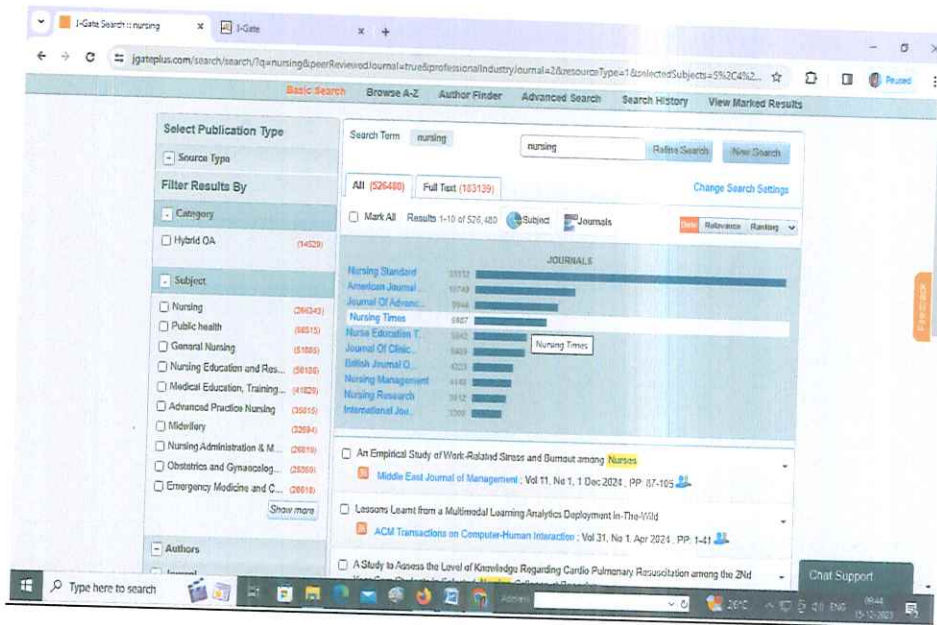 J-Gate Search :: nursing
J-Gate
jgateplus.com/search/search/?q=nursing&peerReviewedJournal=true&professionalIndustryJournal=2&resourceType=1&selectedSubjects=5%2C4%2...
Paused
Basic Search Browse A-Z Author Finder Advanced Search Search History View Marked Results
Select Publication Type
Source Type
Filter Results By
Category
Hybrid OA (14529)
Subject
Nursing
Public health
General Nursing
Nursing Education and Res...
Medical Education, Training...
Advanced Practice Nursing
Midwifery
Nursing Administration & M...
Obstetrics and Gynaecolog...
Emergency Medicine and C...
Show more
Authors
Search Term nursing
nursing Refine Search New Search
All (526480) Full Text (183139) Change Search Settings
Mark All Results 1-10 of 526,480 Subject Journals Date Relevance Ranking
JOURNALS
Nursing Standard
American Journal ...
Journal Of Advanc...
Nursing Times
Nurse Education T...
Nursing Times
Journal Of Clinic...
British Journal O...
Nursing Management
Nursing Research
International Jou...
An Empirical Study of Work-Related Stress and Burnout among Nurses
Middle East Journal of Management ; Vol 11, No 1, 1 Dec 2024 , PP: 87-105
Lessons Learnt from a Multimodal Learning Analytics Deployment In-The-Wild
ACM Transactions on Computer-Human Interaction ; Vol 31, No 1, Apr 2024 , PP: 1-41
A Study to Assess the Level of Knowledge Regarding Cardio Pulmonary Resuscitation among the 2Nd
Feedback
Chat Support
Type here to search
Address
26°C
ENG
15-12-2023